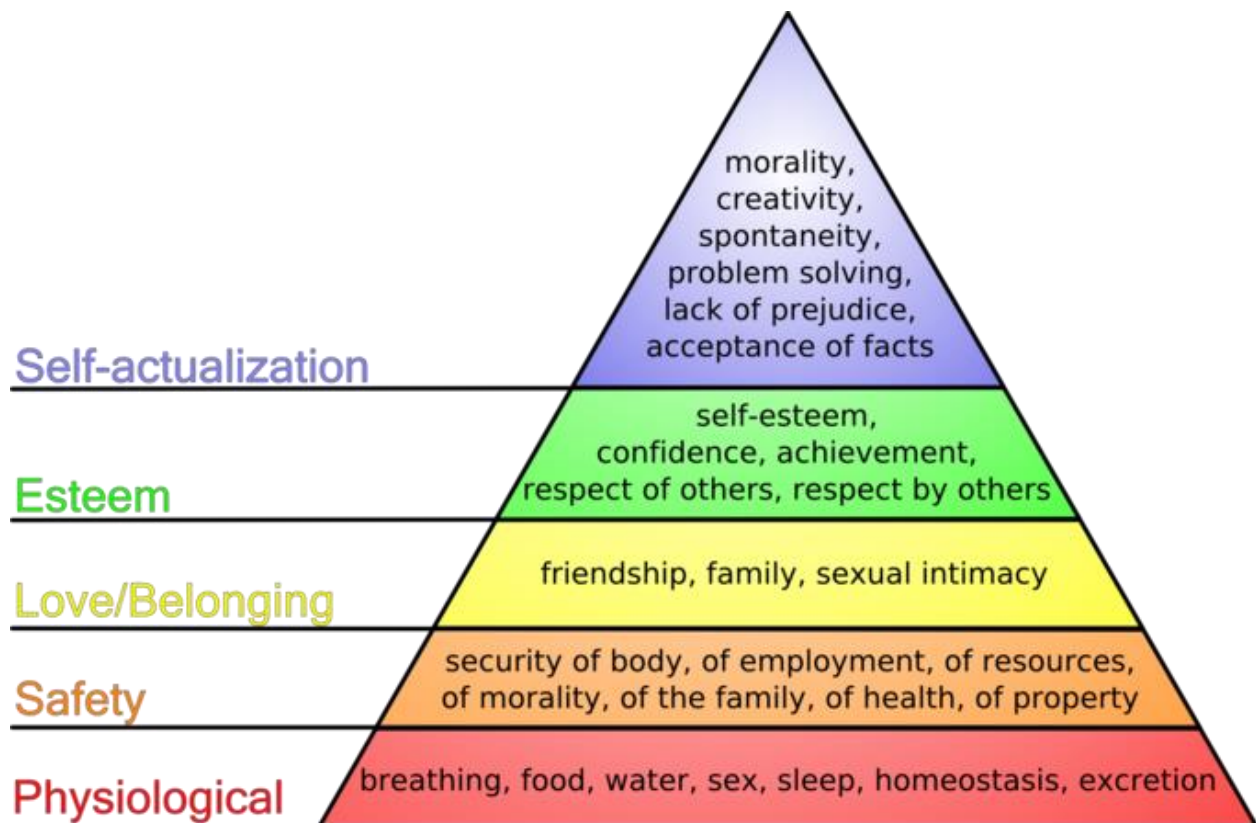 morality,
creativity,
spontaneity,
problem solving,
lack of prejudice,
acceptance of facts
Self-actualization
self-esteem,
confidence, achievement,
respect of others, respect by others
Esteem
friendship, family, sexual intimacy
Love/Belonging
security of body, of employment, of resources,
of morality, of the family, of health, of property
Safety
breathing, food, water, sex, sleep, homeostasis, excretion
Physiological